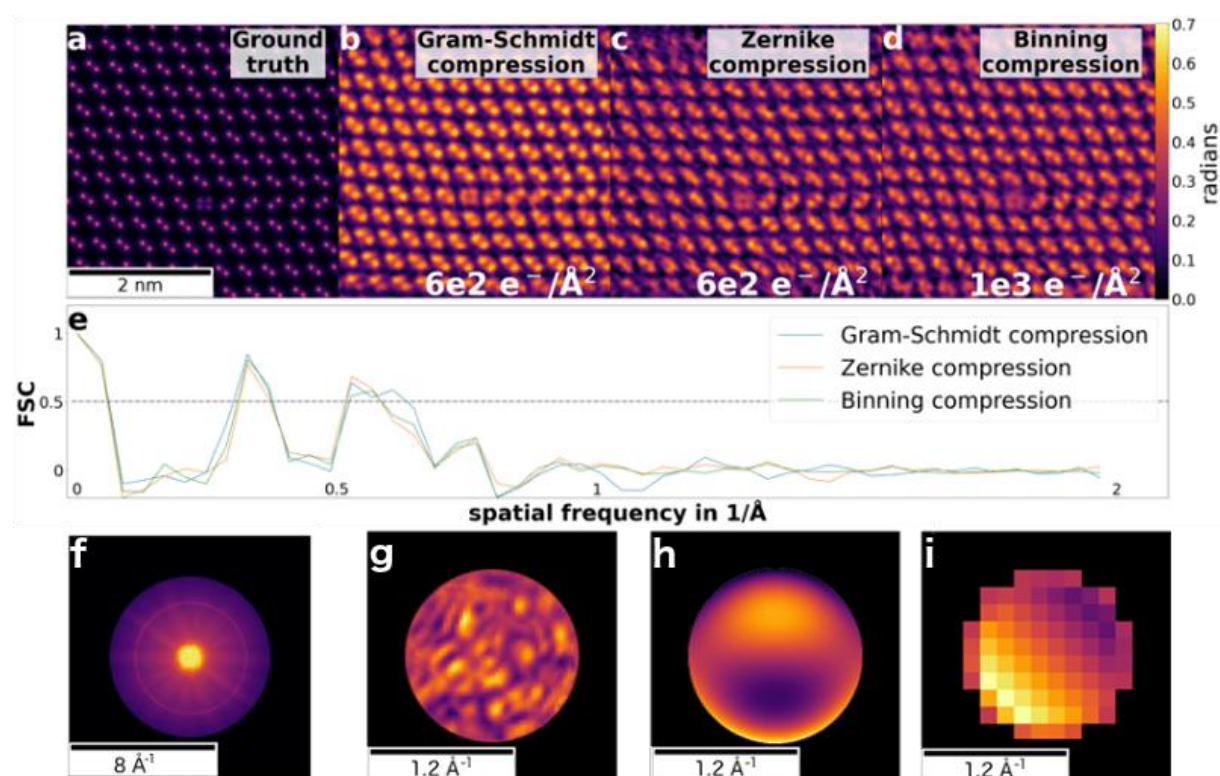 a
Ground
truth
b
Gram-Schmidt
compression
c
Zernike
compression
d
Binning
compression
2 nm
6e2 e⁻/Å²
6e2 e⁻/Å²
1e3 e⁻/Å²
0.7
0.6
0.5
0.4
0.3
0.2
0.1
0.0
radians
e
1
0.5
0
FSC
Gram-Schmidt compression
Zernike compression
Binning compression
0
0.5
1
2
spatial frequency in 1/Å
f
8 Å⁻¹
g
1.2 Å⁻¹
h
1.2 Å⁻¹
i
1.2 Å⁻¹